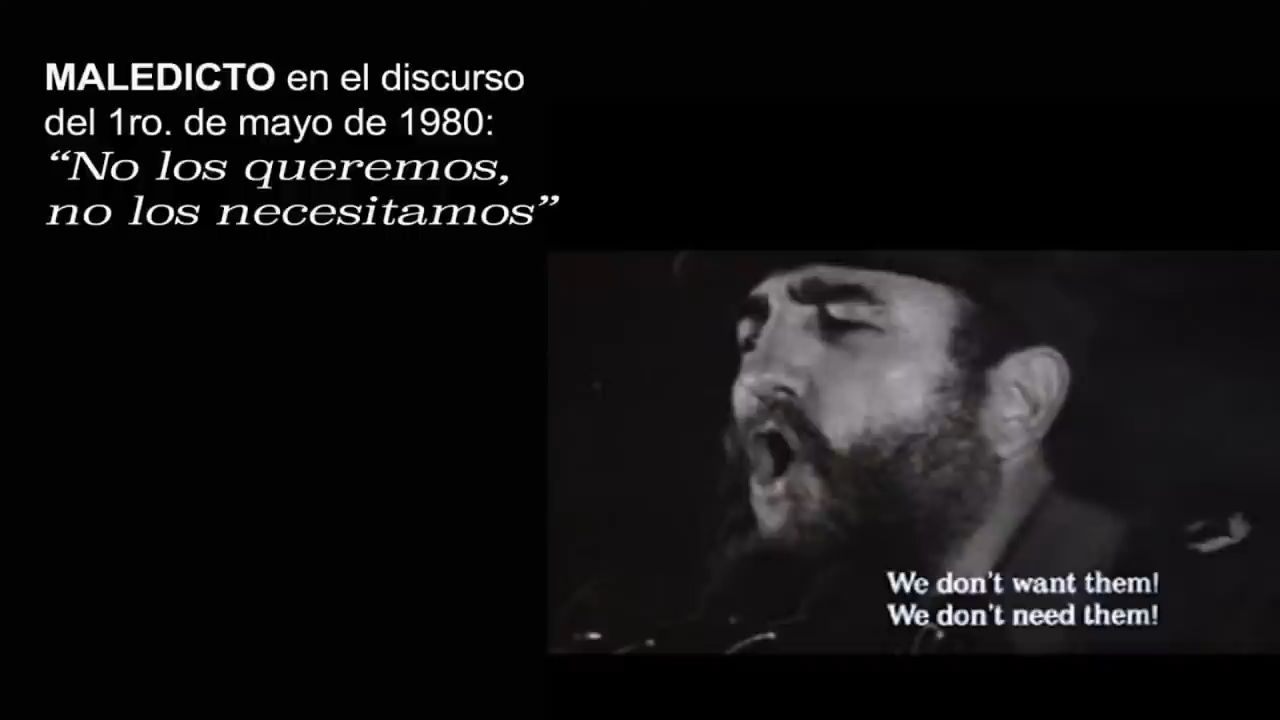 MALEDICTO en el discurso
del 1ro. de mayo de 1980:
“No los queremos,
no los necesitamos”
We don't want them!
We don't need them!